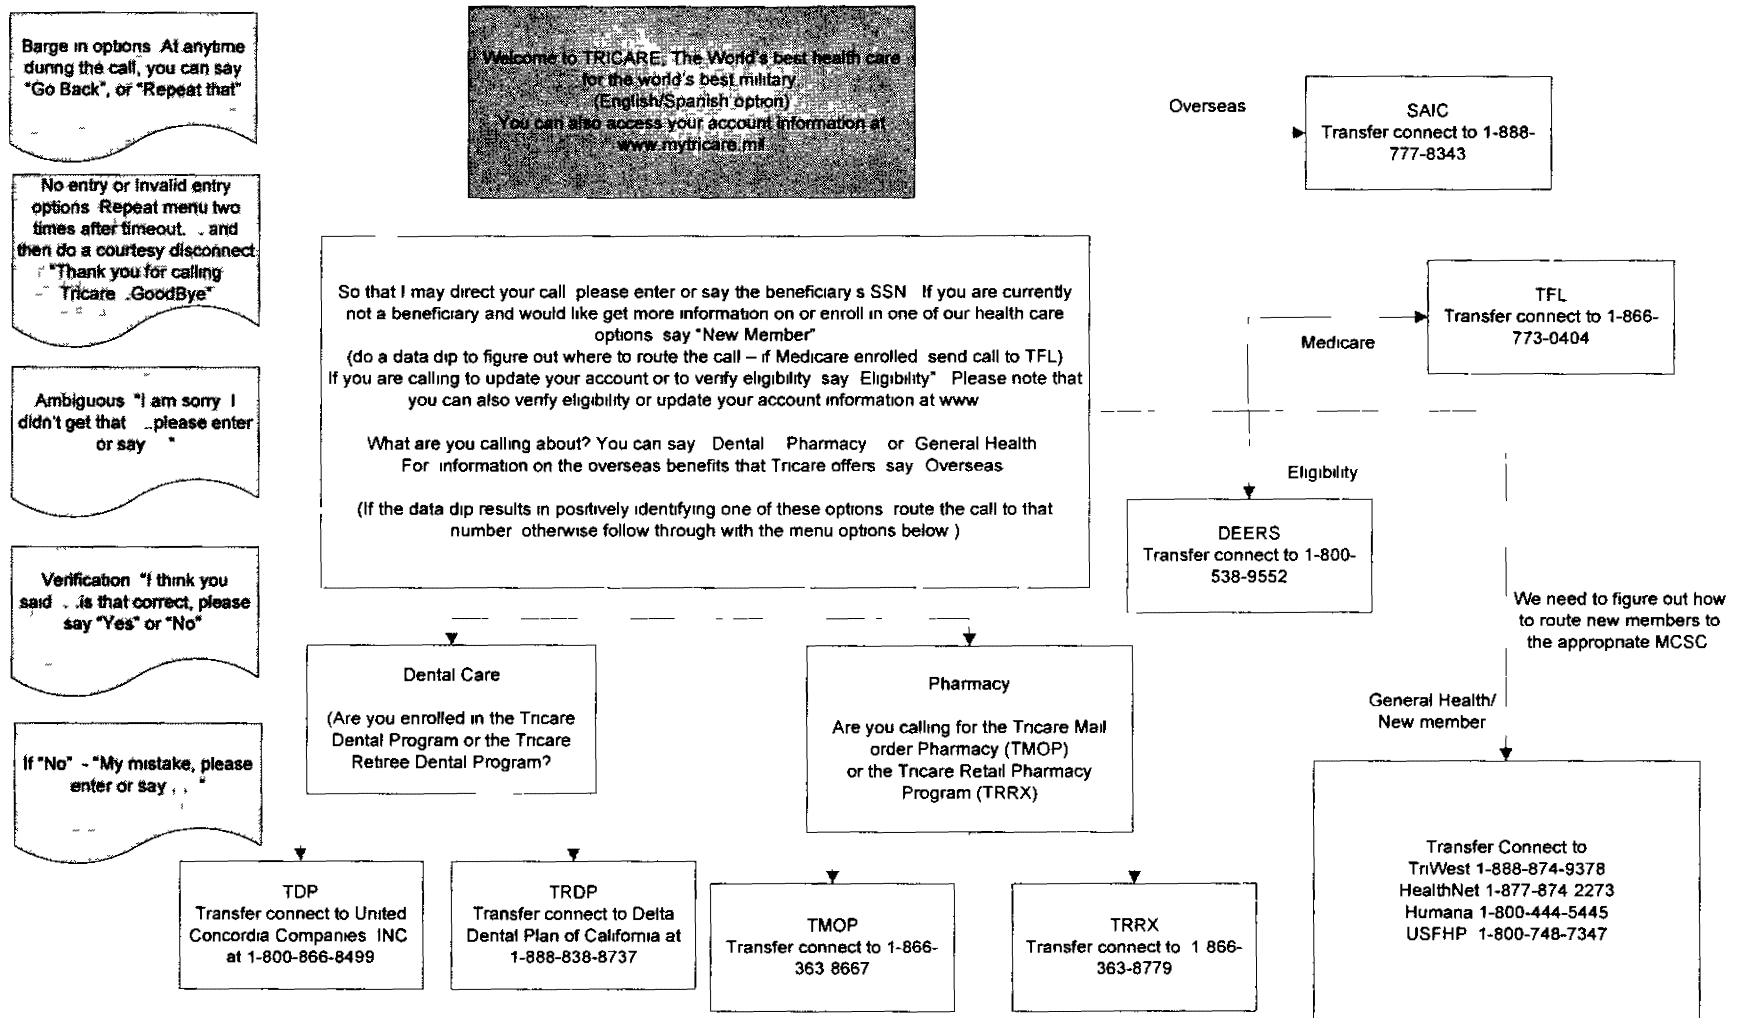 Barge in options At anytime
during the call, you can say
"Go Back", or "Repeat that"
No entry or Invalid entry
options Repeat menu two
times after timeout. . and
then do a courtesy disconnect
"Thank you for calling
Tricare .GoodBye"
Ambiguous "I am sorry I
didn't get that ...please enter
or say "
Verification "I think you
said . .is that correct, please
say "Yes" or "No"
If "No" - "My mistake, please
enter or say . . "
Welcome to TRICARE, The World's best health care
for the world's best military
(English/Spanish option)
You can also access your account information at
www.mytricare.mil
So that I may direct your call please enter or say the beneficiary s SSN If you are currently
not a beneficiary and would like get more information on or enroll in one of our health care
options say "New Member"
(do a data dip to figure out where to route the call – if Medicare enrolled send call to TFL)
If you are calling to update your account or to verify eligibility say Eligibility" Please note that
you can also verify eligibility or update your account information at www
What are you calling about? You can say Dental Pharmacy or General Health
For information on the overseas benefits that Tricare offers say Overseas
(If the data dip results in positively identifying one of these options route the call to that
number otherwise follow through with the menu options below )
Overseas
SAIC
Transfer connect to 1-888-
777-8343
Medicare
TFL
Transfer connect to 1-866-
773-0404
Eligibility
DEERS
Transfer connect to 1-800-
538-9552
We need to figure out how
to route new members to
the appropriate MCSC
General Health/
New member
Transfer Connect to
TriWest 1-888-874-9378
HealthNet 1-877-874 2273
Humana 1-800-444-5445
USFHP 1-800-748-7347
Dental Care
(Are you enrolled in the Tricare
Dental Program or the Tricare
Retiree Dental Program?
Pharmacy
Are you calling for the Tricare Mail
order Pharmacy (TMOP)
or the Tricare Retail Pharmacy
Program (TRRX)
TDP
Transfer connect to United
Concordia Companies INC
at 1-800-866-8499
TRDP
Transfer connect to Delta
Dental Plan of California at
1-888-838-8737
TMOP
Transfer connect to 1-866-
363 8667
TRRX
Transfer connect to 1 866-
363-8779